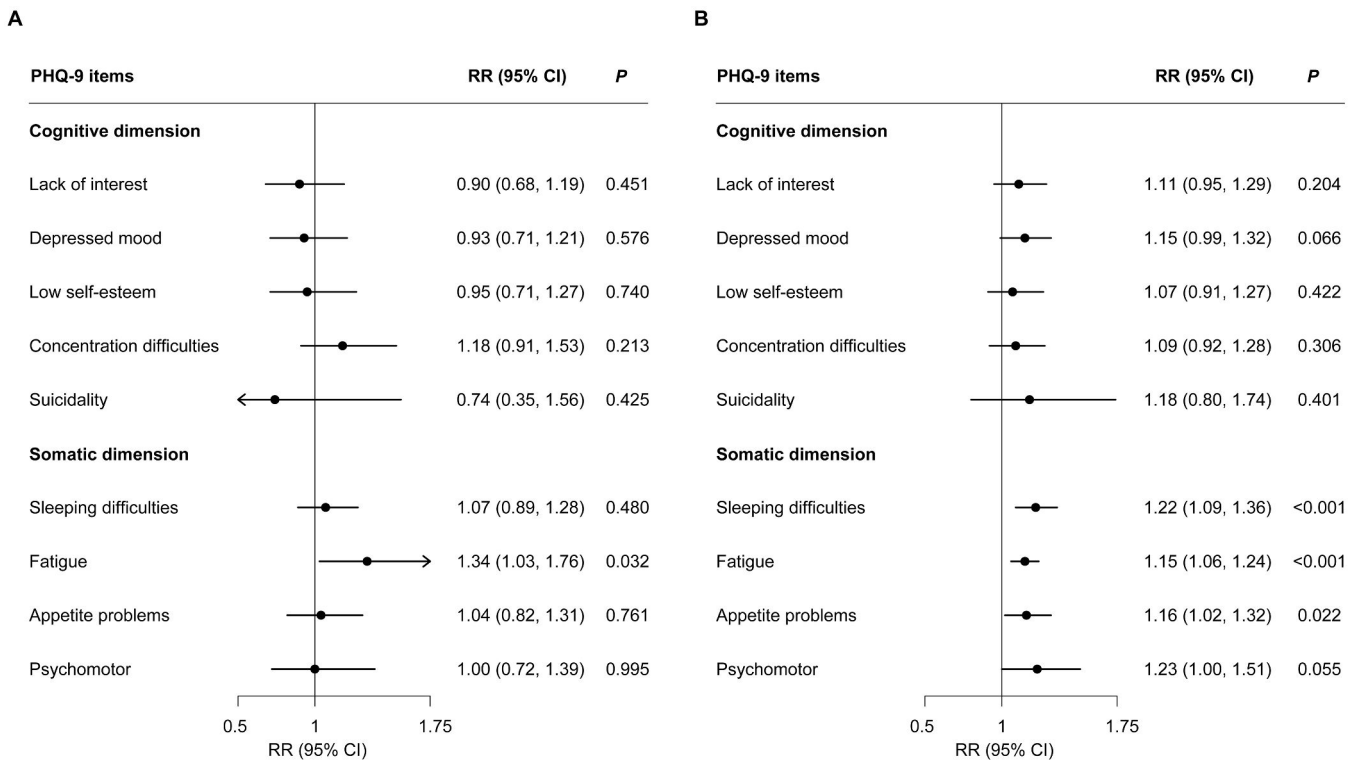 A
PHQ-9 items RR (95% CI) P
Cognitive dimension
Lack of interest 0.90 (0.68, 1.19) 0.451
Depressed mood 0.93 (0.71, 1.21) 0.576
Low self-esteem 0.95 (0.71, 1.27) 0.740
Concentration difficulties 1.18 (0.91, 1.53) 0.213
Suicidality 0.74 (0.35, 1.56) 0.425
Somatic dimension
Sleeping difficulties 1.07 (0.89, 1.28) 0.480
Fatigue 1.34 (1.03, 1.76) 0.032
Appetite problems 1.04 (0.82, 1.31) 0.761
Psychomotor 1.00 (0.72, 1.39) 0.995
0.5 1 1.75
RR (95% CI)
B
PHQ-9 items RR (95% CI) P
Cognitive dimension
Lack of interest 1.11 (0.95, 1.29) 0.204
Depressed mood 1.15 (0.99, 1.32) 0.066
Low self-esteem 1.07 (0.91, 1.27) 0.422
Concentration difficulties 1.09 (0.92, 1.28) 0.306
Suicidality 1.18 (0.80, 1.74) 0.401
Somatic dimension
Sleeping difficulties 1.22 (1.09, 1.36) <0.001
Fatigue 1.15 (1.06, 1.24) <0.001
Appetite problems 1.16 (1.02, 1.32) 0.022
Psychomotor 1.23 (1.00, 1.51) 0.055
0.5 1 1.75
RR (95% CI)